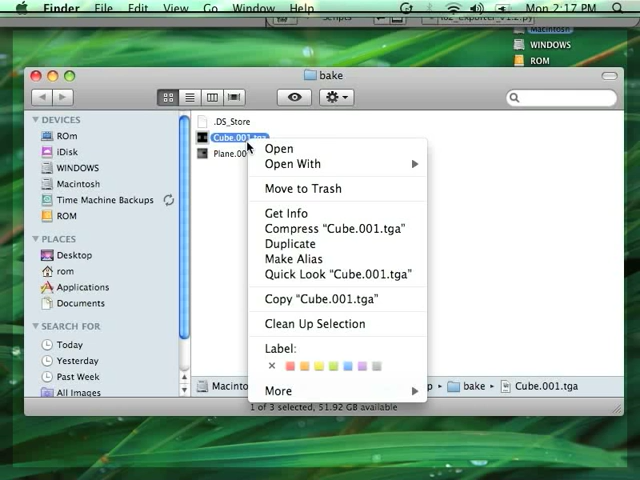 Finder File Edit View Go Window Help Mon 2:17 PM
Scripts
Macintosh
WINDOWS
ROM
bake
DEVICES
ROm
iDisk
WINDOWS
Macintosh
Time Machine Backups
ROM
PLACES
Desktop
rom
Applications
Documents
SEARCH FOR
Today
Yesterday
Past Week
All Images
.DS_Store
Cube.001.tga
Plane.00
Open
Open With
Move to Trash
Get Info
Compress “Cube.001.tga”
Duplicate
Make Alias
Quick Look “Cube.001.tga”
Copy “Cube.001.tga”
Clean Up Selection
Label:
More
Macinto
p bake Cube.001.tga
1 of 3 selected, 51.92 GB available